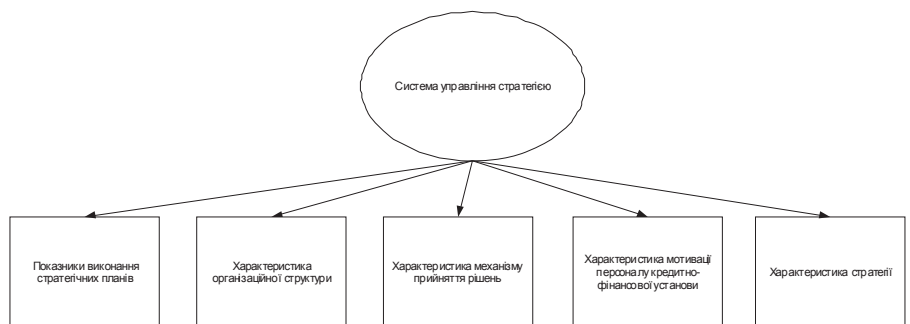 Система управління стратегією
Показники виконання
стратегічних планів
Характеристика
організаційної структури
Характеристика механізму
прийняття рішень
Характеристика мотивації
персоналу кредитно-
фінансової установи
Характеристика стратегії